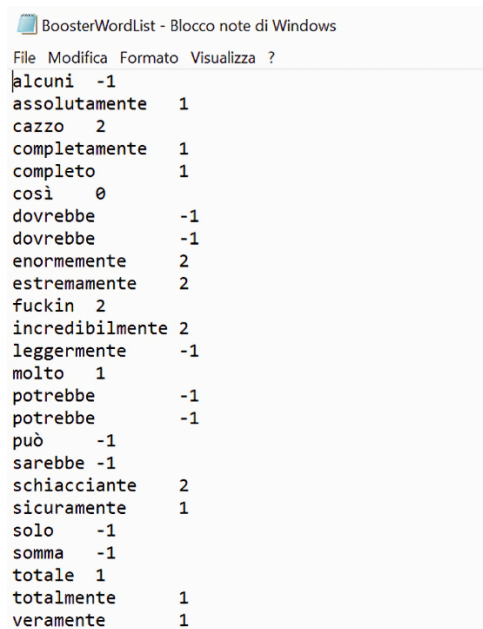 BoosterWordList - Blocco note di Windows
File Modifica Formato Visualizza ?
alcuni -1
assolutamente 1
cazzo 2
completamente 1
completo 1
così 0
dovrebbe -1
dovrebbe -1
enormemente 2
estremamente 2
fuckin 2
incredibilmente 2
leggermente -1
molto 1
potrebbe -1
potrebbe -1
può -1
sarebbe -1
schiacciante 2
sicuramente 1
solo -1
somma -1
totale 1
totalmente 1
veramente 1